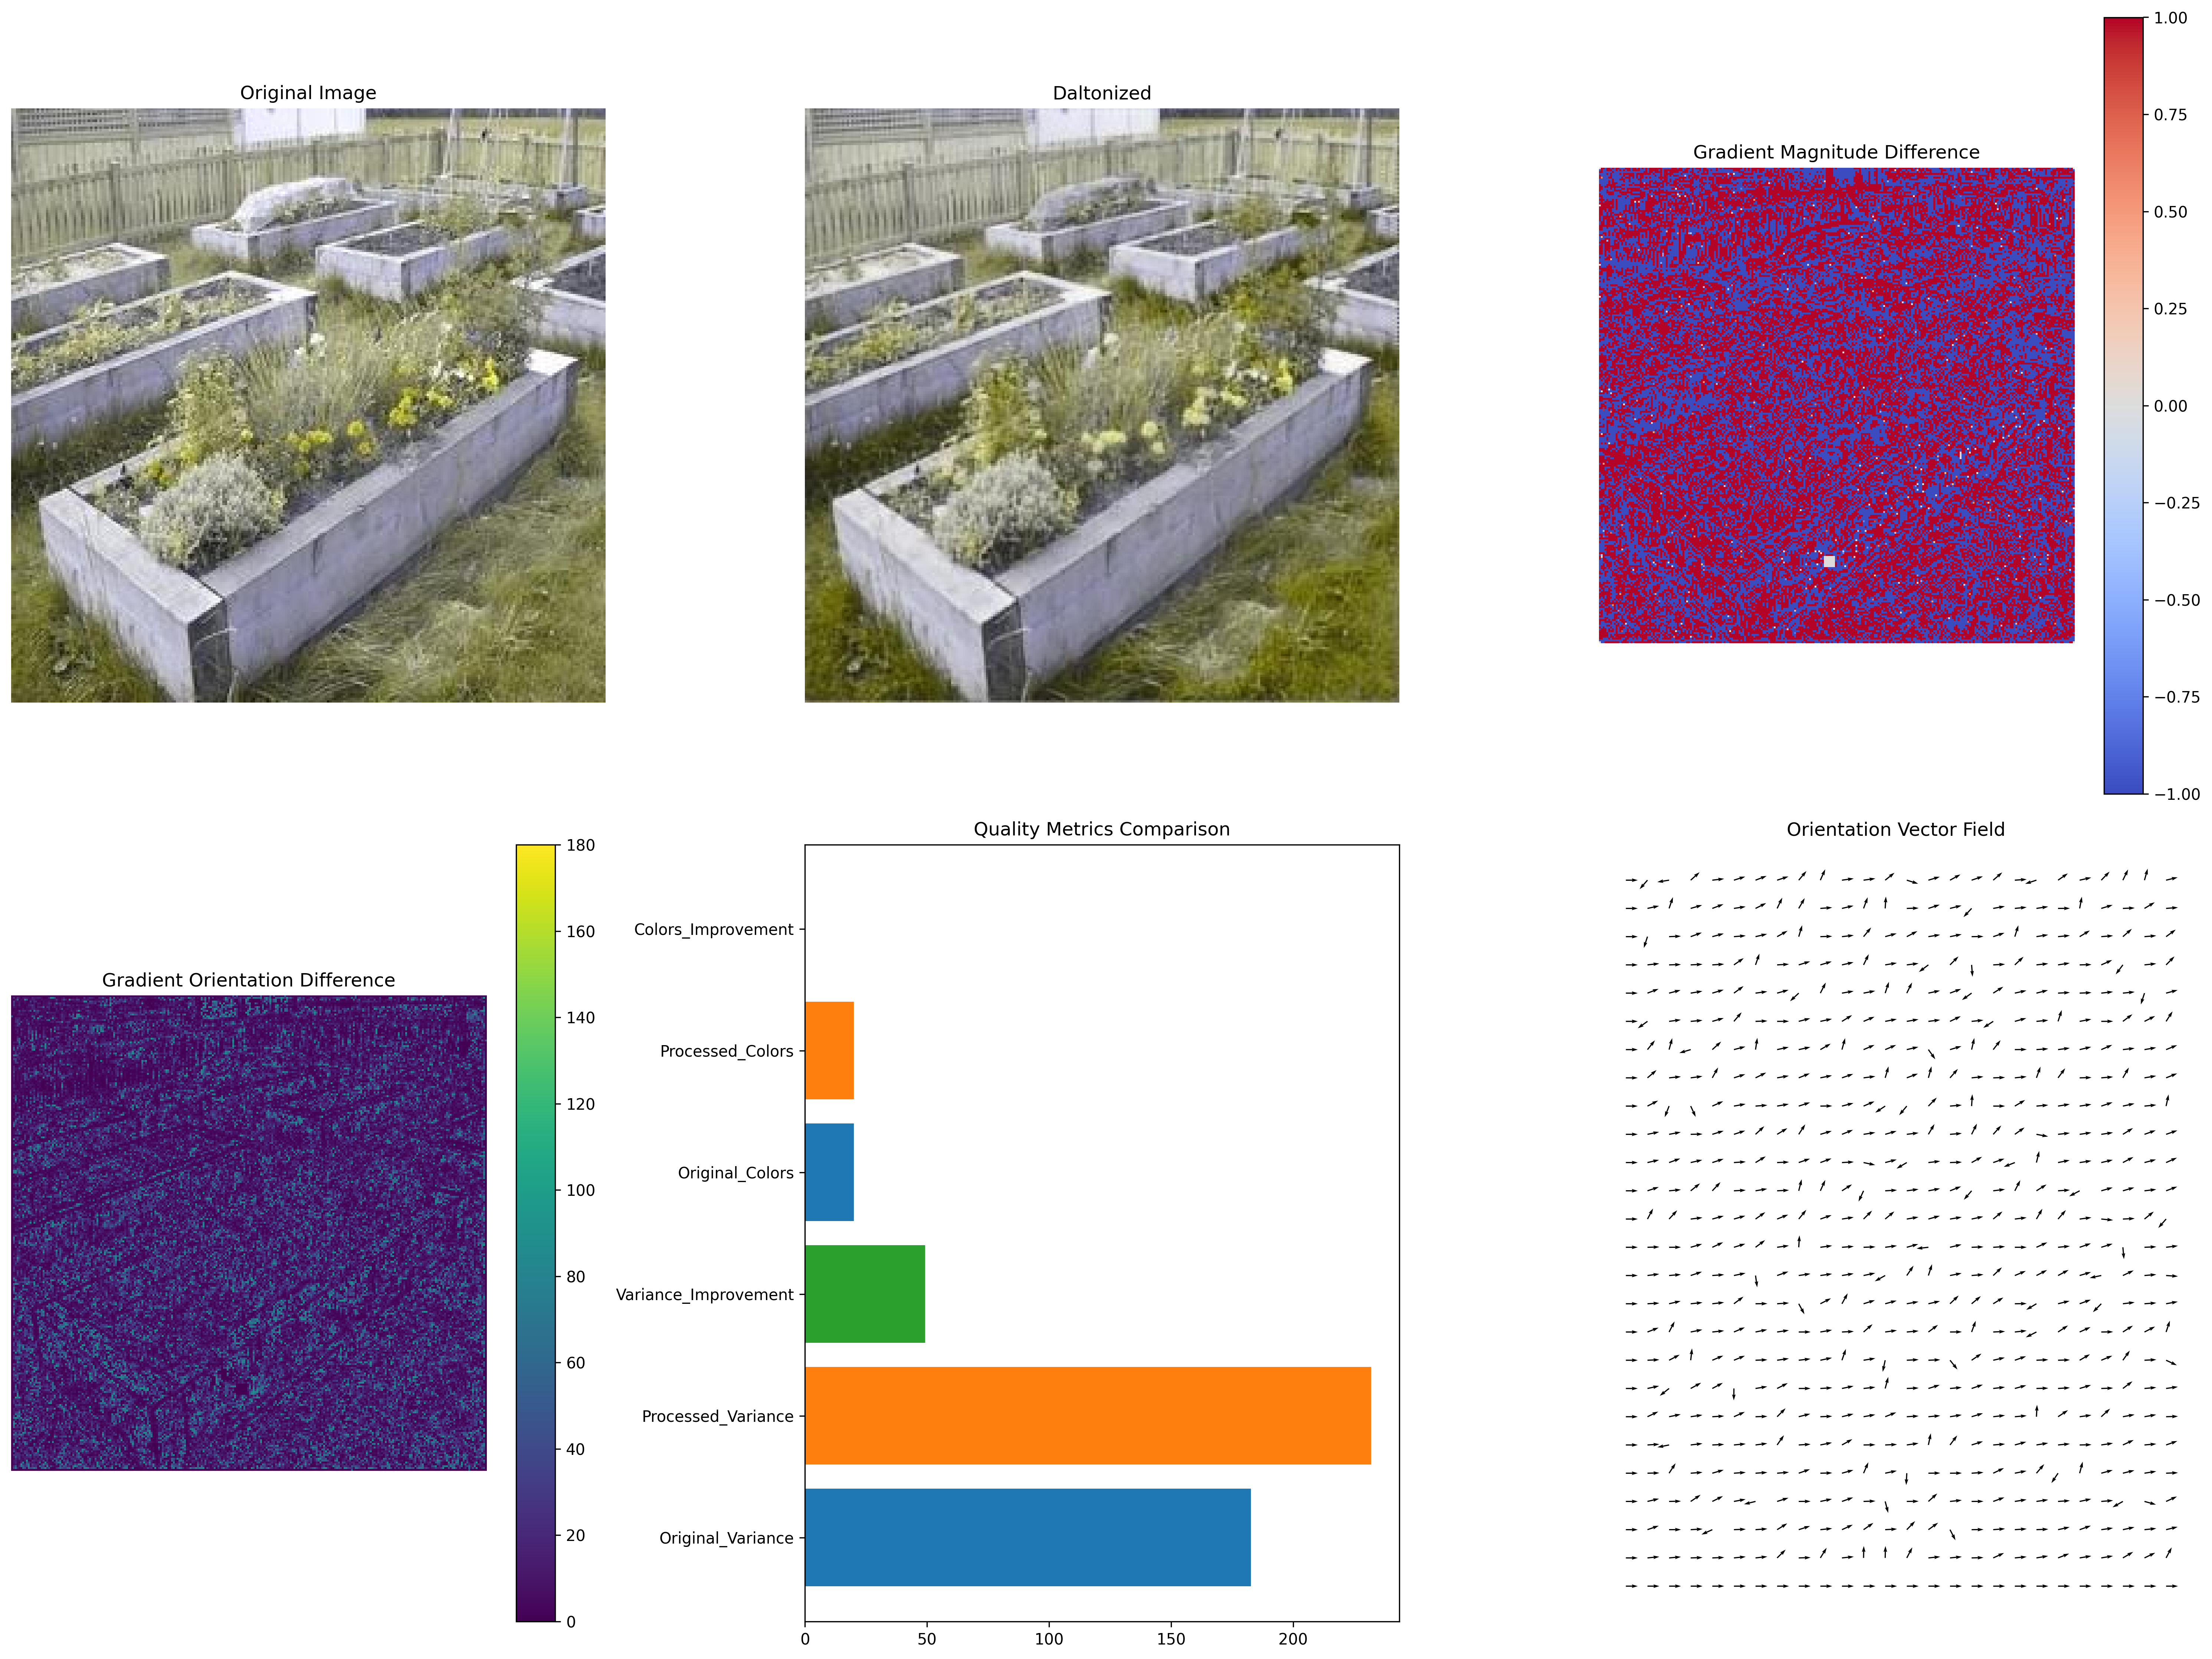 Original Image
Daltonized
Gradient Magnitude Difference
1.00
0.75
0.50
0.25
0.00
−0.25
−0.50
−0.75
−1.00
Gradient Orientation Difference
180
160
140
120
100
80
60
40
20
0
Quality Metrics Comparison
Colors_Improvement
Processed_Colors
Original_Colors
Variance_Improvement
Processed_Variance
Original_Variance
0 50 100 150 200
Orientation Vector Field